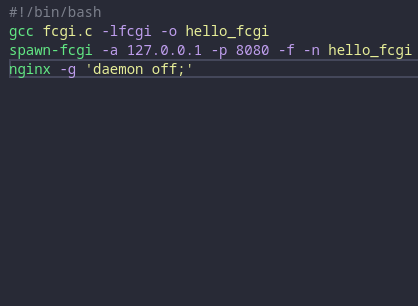 #!/bin/bash
gcc fcgi.c -lfcgi -o hello_fcgi
spawn-fcgi -a 127.0.0.1 -p 8080 -f -n hello_fcgi
nginx -g 'daemon off;'